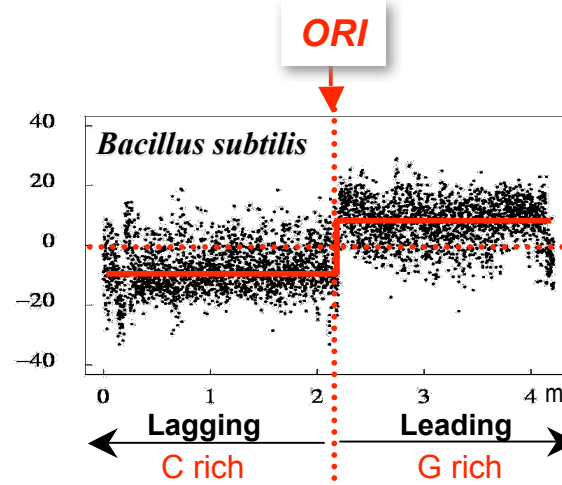 ORI
40
Bacillus subtilis
20
0
−20
−40
0 1 2 3 4 m
Lagging Leading
C rich G rich